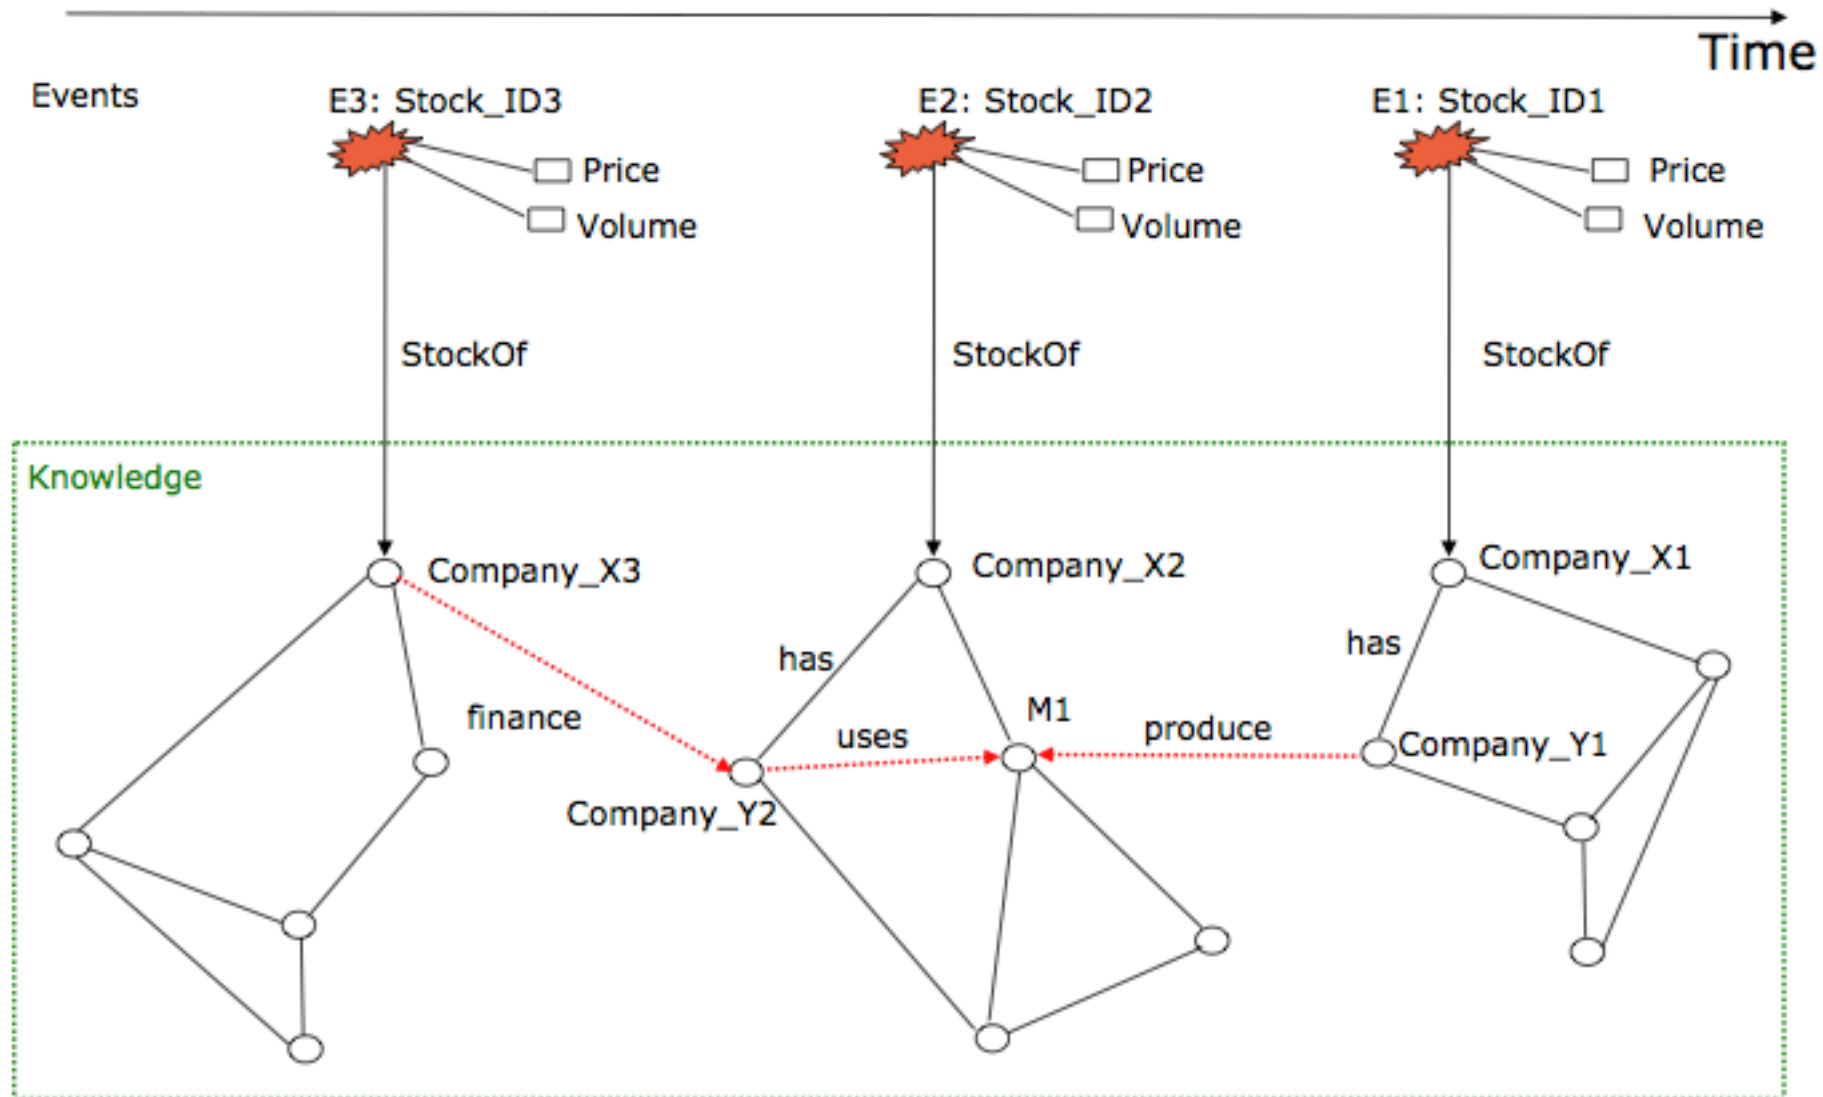 Time
Events
E3: Stock_ID3
E2: Stock_ID2
E1: Stock_ID1
Price
Price
Price
Volume
Volume
Volume
StockOf
StockOf
StockOf
Knowledge
Company_X3
Company_X2
Company_X1
has
has
finance
M1
uses
produce
Company_Y1
Company_Y2